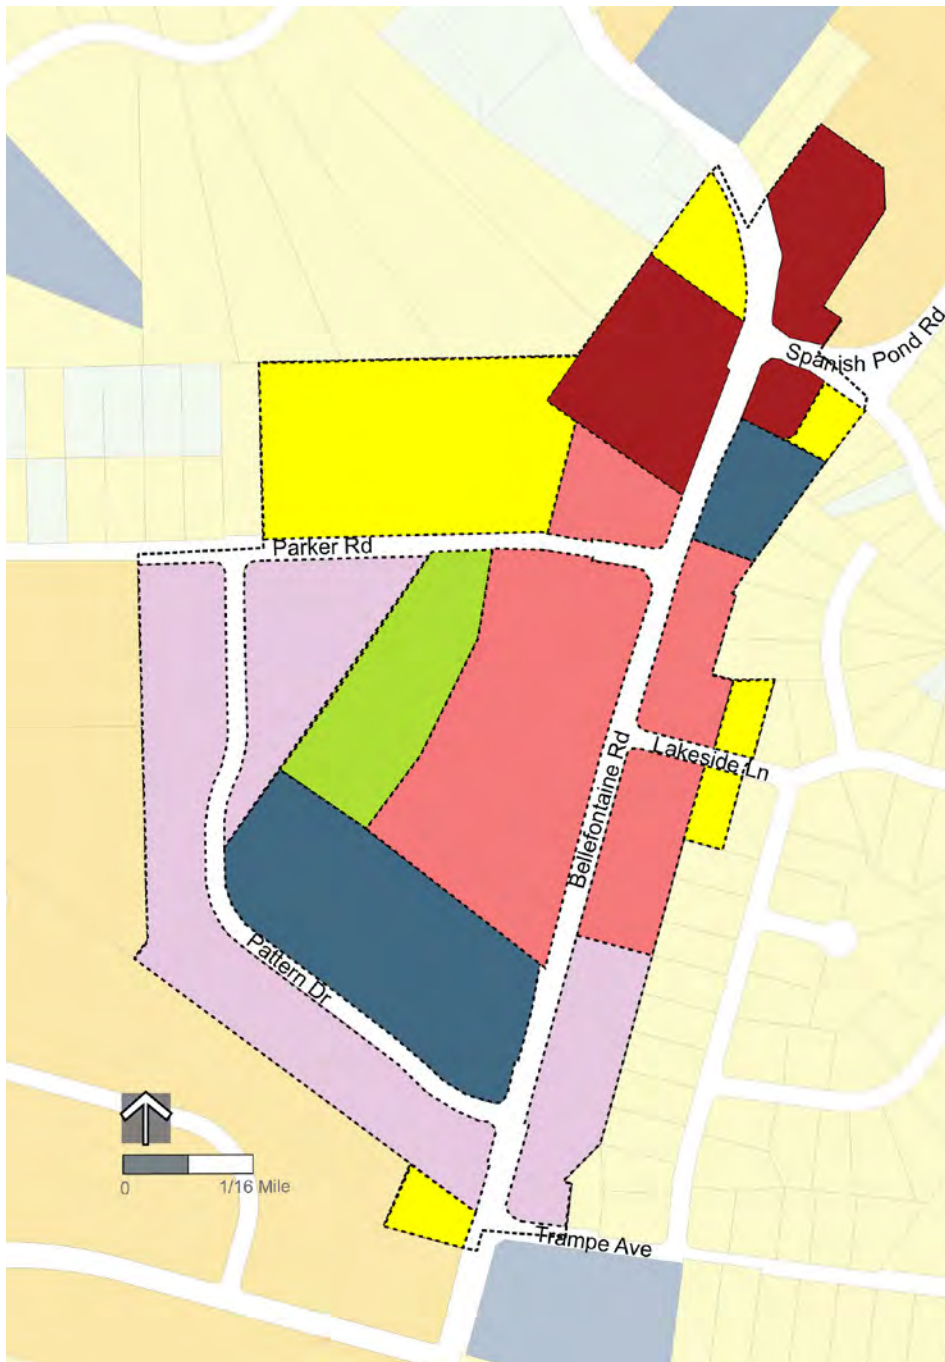 Spanish Pond Rd
Parker Rd
Bellefontaine Rd
Lakeside Ln
Pattern Dr
0 1/16 Mile
Trampe Ave